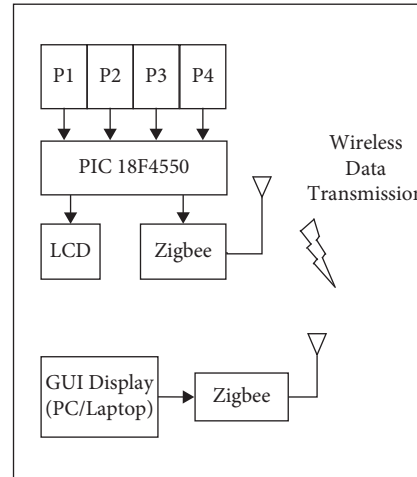 P1 P2 P3 P4
PIC 18F4550
Wireless
Data
Transmission
LCD
Zigbee
GUI Display
(PC/Laptop)
Zigbee